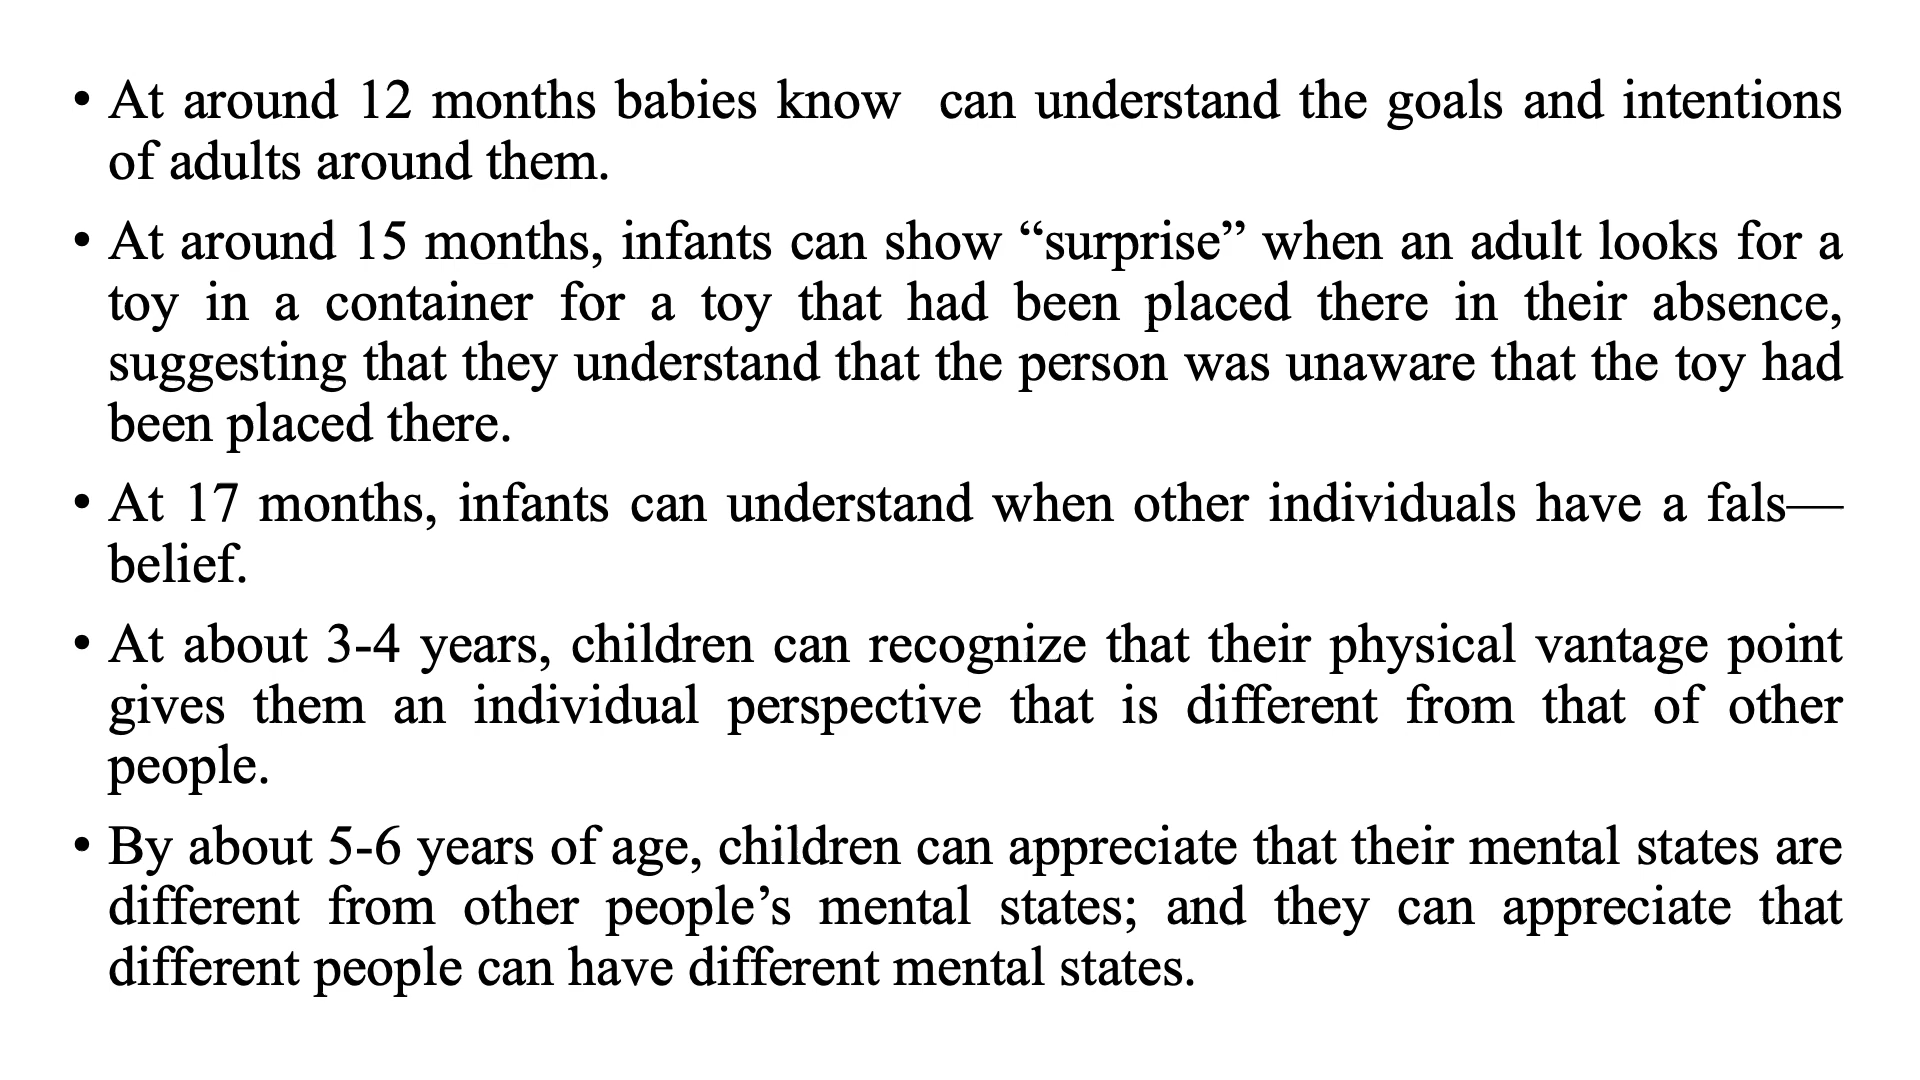 • At around 12 months babies know  can understand the goals and intentions
of adults around them.
• At around 15 months, infants can show “surprise” when an adult looks for a
toy in a container for a toy that had been placed there in their absence,
suggesting that they understand that the person was unaware that the toy had
been placed there.
• At 17 months, infants can understand when other individuals have a fals—
belief.
• At about 3-4 years, children can recognize that their physical vantage point
gives them an individual perspective that is different from that of other
people.
• By about 5-6 years of age, children can appreciate that their mental states are
different from other people’s mental states; and they can appreciate that
different people can have different mental states.